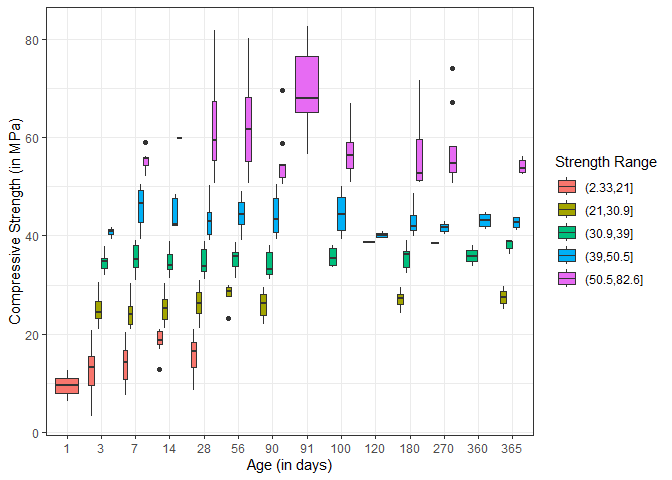 80
60
40
20
0
Compressive Strength (in MPa)
1 3 7 14 28 56 90 91 100 120 180 270 360 365
Age (in days)
Strength Range
(2.33,21]
(21,30.9]
(30.9,39]
(39,50.5]
(50.5,82.6]